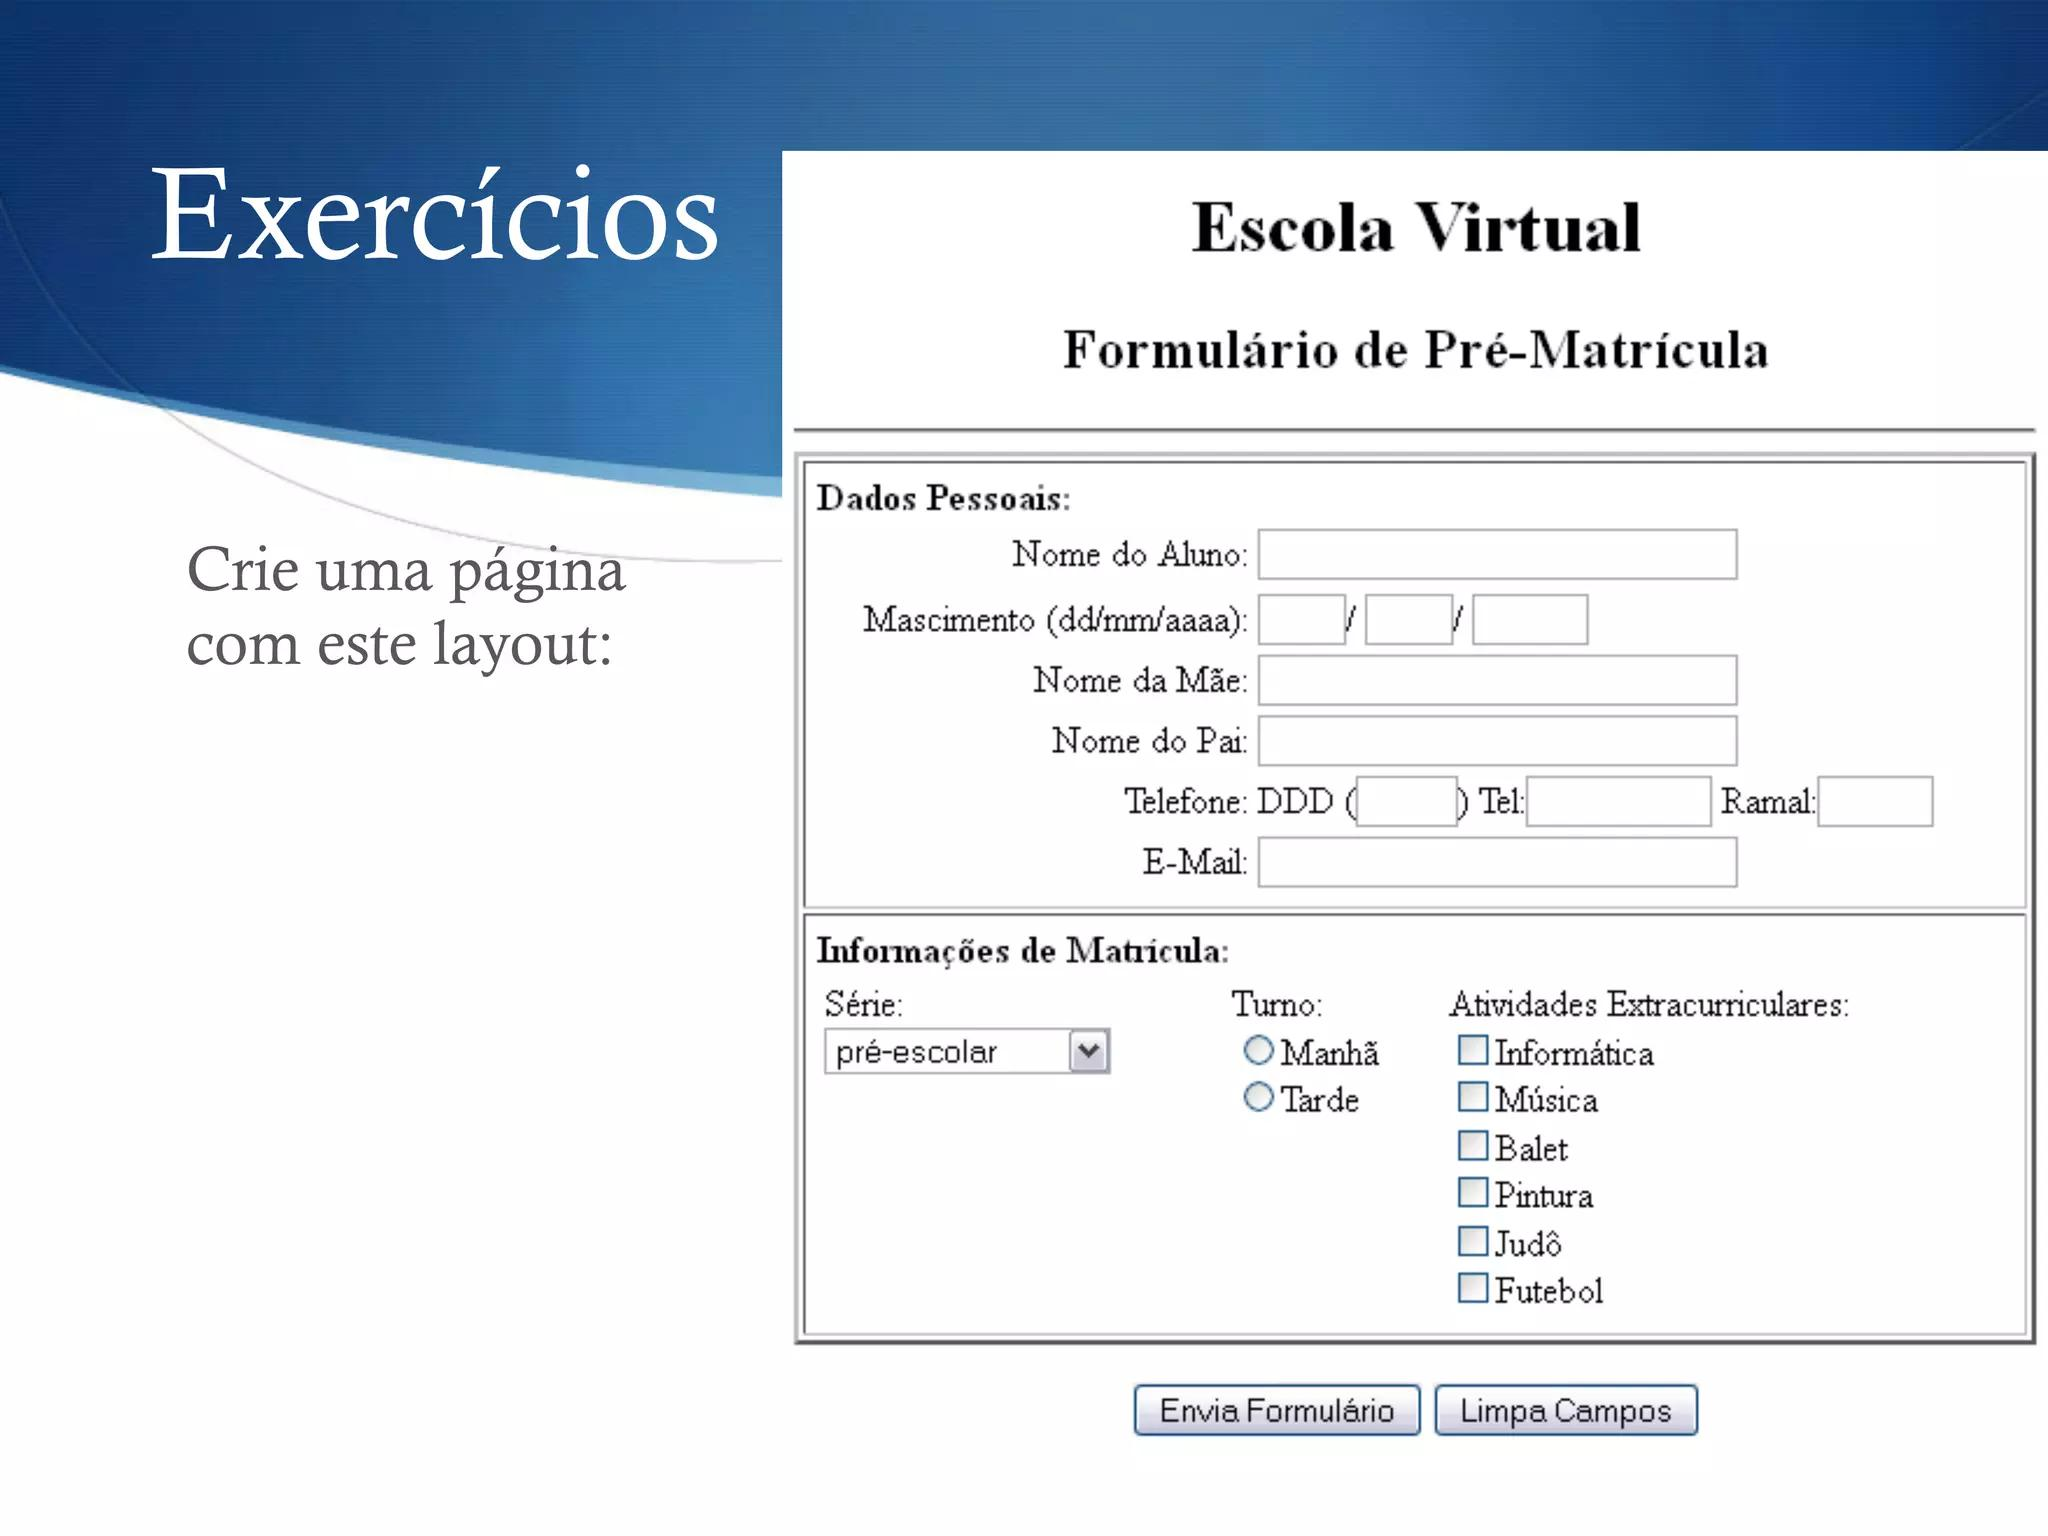 Exercícios
Crie uma página
com este layout:
Escola Virtual
Formulário de Pré-Matrícula
Dados Pessoais:
Nome do Aluno:
Mascimento (dd/mm/aaaa): / /
Nome da Mãe:
Nome do Pai:
Telefone: DDD ( ) Tel: Ramal:
E-Mail:
Informações de Matrícula:
Série: Turno: Atividades Extracurriculares:
pré-escolar Manhã Informática
Tarde Música
Balet
Pintura
Judô
Futebol
Envia Formulário Limpa Campos